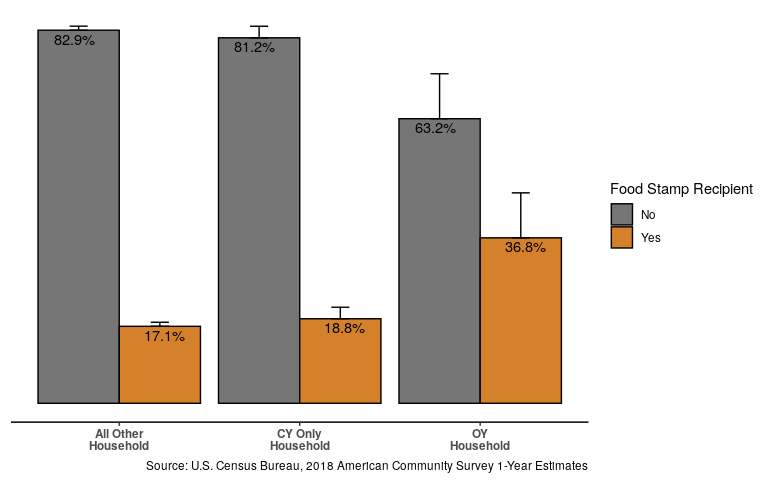 82.9%
17.1%
81.2%
18.8%
63.2%
36.8%
Food Stamp Recipient
No
Yes
All Other
Household
CY Only
Household
OY
Household
Source: U.S. Census Bureau, 2018 American Community Survey 1-Year Estimates